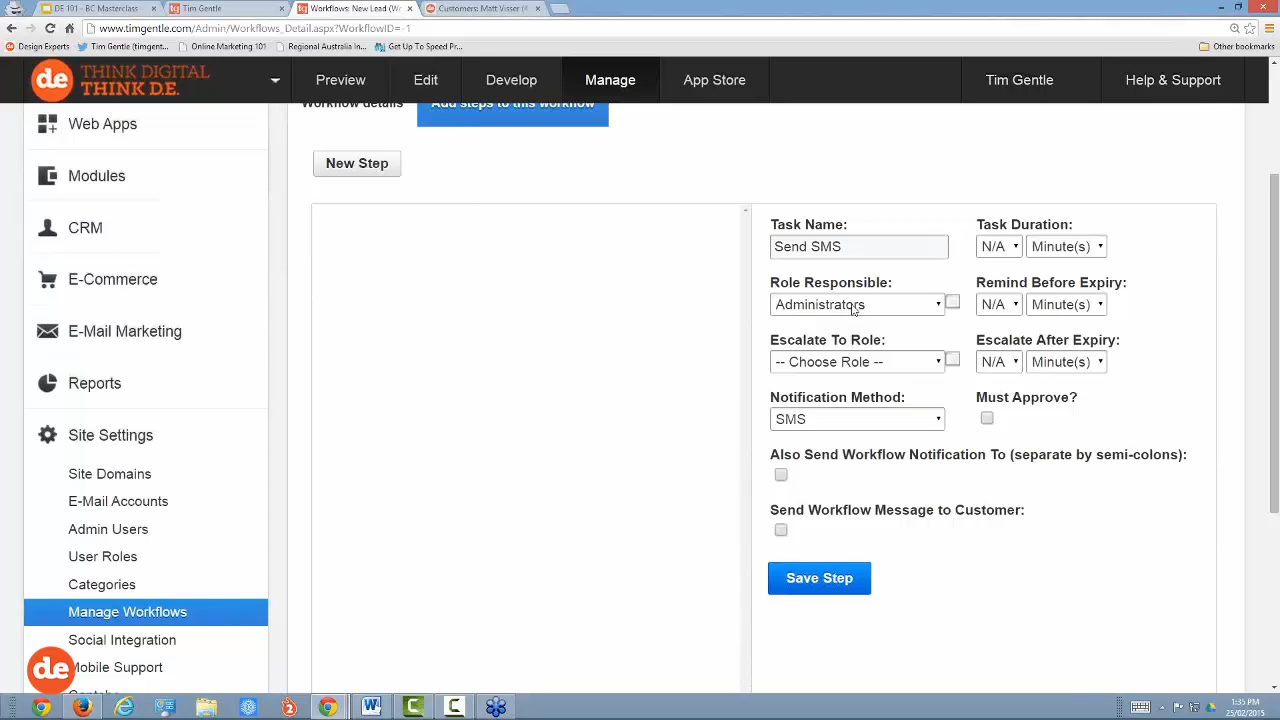 DE 101 - BC Masterclass
Tim Gentle
Workflows: New Lead (W
Customers Matt Visser (
www.timgentle.com/Admin/Workflows_Detail.aspx?WorkflowID=-1
Design Experts
Tim Gentle (timgent...
Online Marketing 101
Regional Australia In...
Get Up To Speed Pr...
Other bookmarks
d.e
THINK DIGITAL
THINK D.E.
Preview
Edit
Develop
Manage
App Store
Tim Gentle
Help & Support
Workflow details
Add steps to this workflow
Web Apps
Modules
CRM
E-Commerce
E-Mail Marketing
Reports
Site Settings
Site Domains
E-Mail Accounts
Admin Users
User Roles
Categories
Manage Workflows
Social Integration
Mobile Support
New Step
Task Name:
Task Duration:
Send SMS
N/A
Minute(s)
Role Responsible:
Remind Before Expiry:
Administrators
N/A
Minute(s)
Escalate To Role:
Escalate After Expiry:
-- Choose Role --
N/A
Minute(s)
Notification Method:
Must Approve?
SMS
Also Send Workflow Notification To (separate by semi-colons):
Send Workflow Message to Customer:
Save Step
de
1:35 PM
25/02/2015